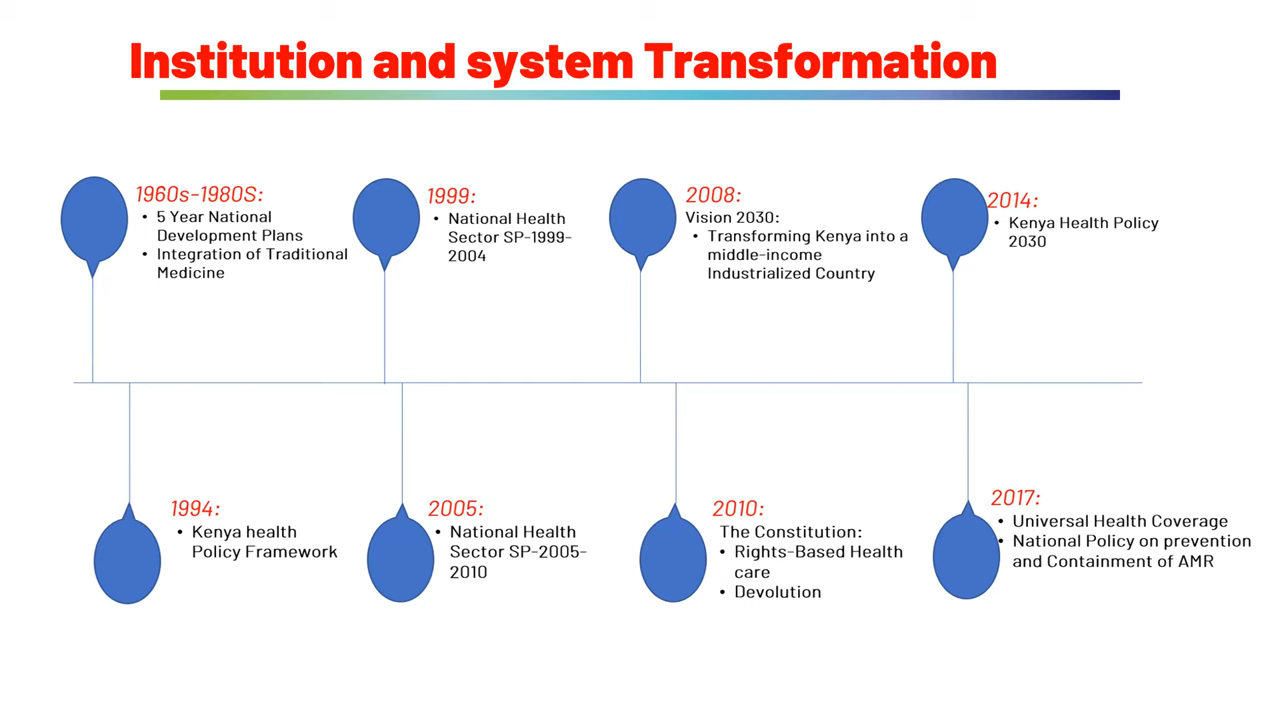 Institution and system Transformation
1960s-1980S:
• 5 Year National
Development Plans
• Integration of Traditional
Medicine
1999:
• National Health
Sector SP-1999-
2004
2008:
Vision 2030:
• Transforming Kenya into a
middle-income
Industrialized Country
2014:
• Kenya Health Policy
2030
1994:
• Kenya health
Policy Framework
2005:
• National Health
Sector SP-2005-
2010
2010:
The Constitution:
• Rights-Based Health
care
• Devolution
2017:
• Universal Health Coverage
• National Policy on prevention
and Containment of AMR